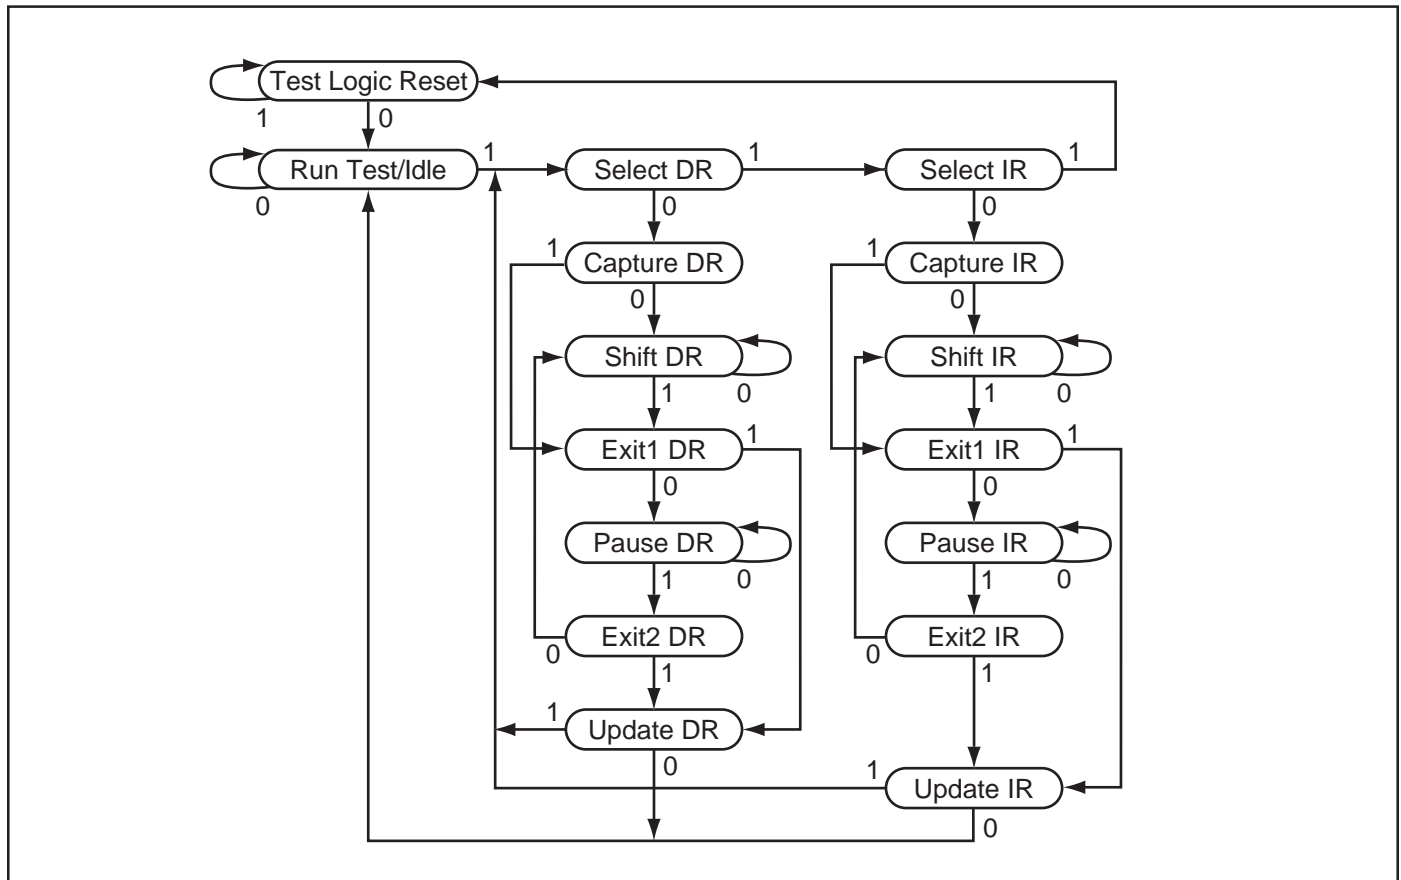 Test Logic Reset
1
0
Run Test/Idle
1
Select DR
1
Select IR
1
0
0
0
1
Capture DR
1
Capture IR
0
0
Shift DR
Shift IR
1
0
1
0
Exit1 DR
1
Exit1 IR
1
0
0
Pause DR
Pause IR
1
0
1
0
Exit2 DR
Exit2 IR
0
1
0
1
1
Update DR
0
1
Update IR
0